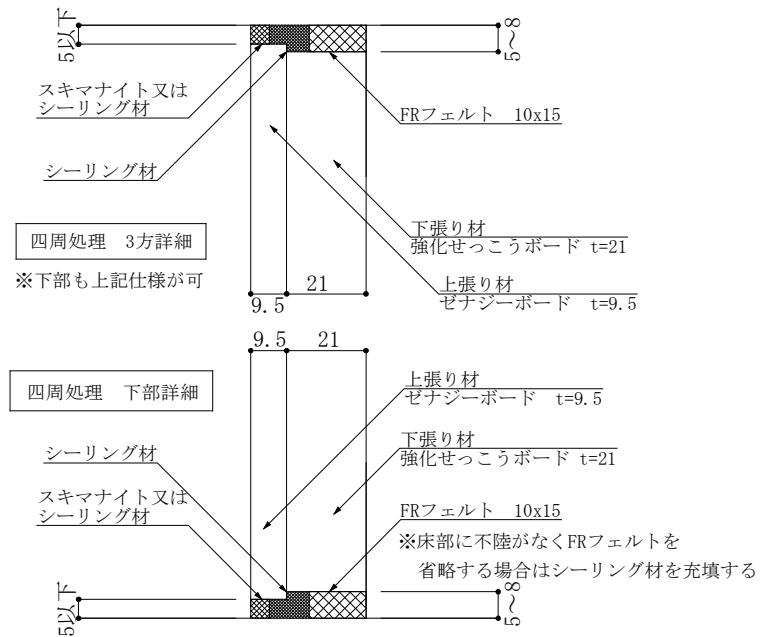 5以下
5～8
スキマナイト又は
シーリング材
FRフェルト　10x15
シーリング材
下張り材
強化せっこうボード t=21
四周処理　3方詳細
※下部も上記仕様が可
上張り材
ゼナジーボード　t=9.5
9.5
21
9.5
21
四周処理　下部詳細
上張り材
ゼナジーボード　t=9.5
シーリング材
下張り材
強化せっこうボード t=21
スキマナイト又は
シーリング材
FRフェルト　10x15
※床部に不陸がなくFRフェルトを
省略する場合はシーリング材を充填する
5以下
5～8